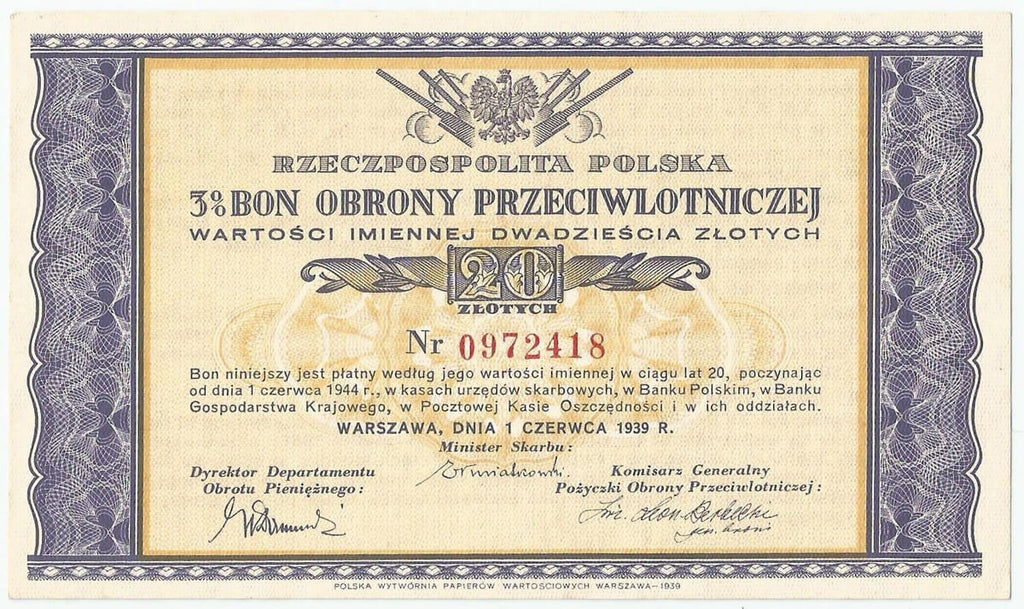 RZECZPOSPOLITA POLSKA
3% BON OBRONY PRZECIWLOTNICZEJ
WARTOŚCI IMIENNEJ DWADZIEŚCIA ZŁOTYCH
20
ZŁOTYCH
Nr 0972418
Bon niniejszy jest płatny według jego wartości imiennej w ciągu lat 20, poczynając
od dnia 1 czerwca 1944 r., w kasach urzędów skarbowych, w Banku Polskim, w Banku
Gospodarstwa Krajowego, w Pocztowej Kasie Oszczędności i w ich oddziałach.
WARSZAWA, DNIA 1 CZERWCA 1939 R.
Minister Skarbu:
Dyrektor Departamentu
Obrotu Pieniężnego:
Komisarz Generalny
Pożyczki Obrony Przeciwlotniczej:
POLSKA WYTWÓRNIA PAPIERÓW WARTOŚCIOWYCH WARSZAWA—1939